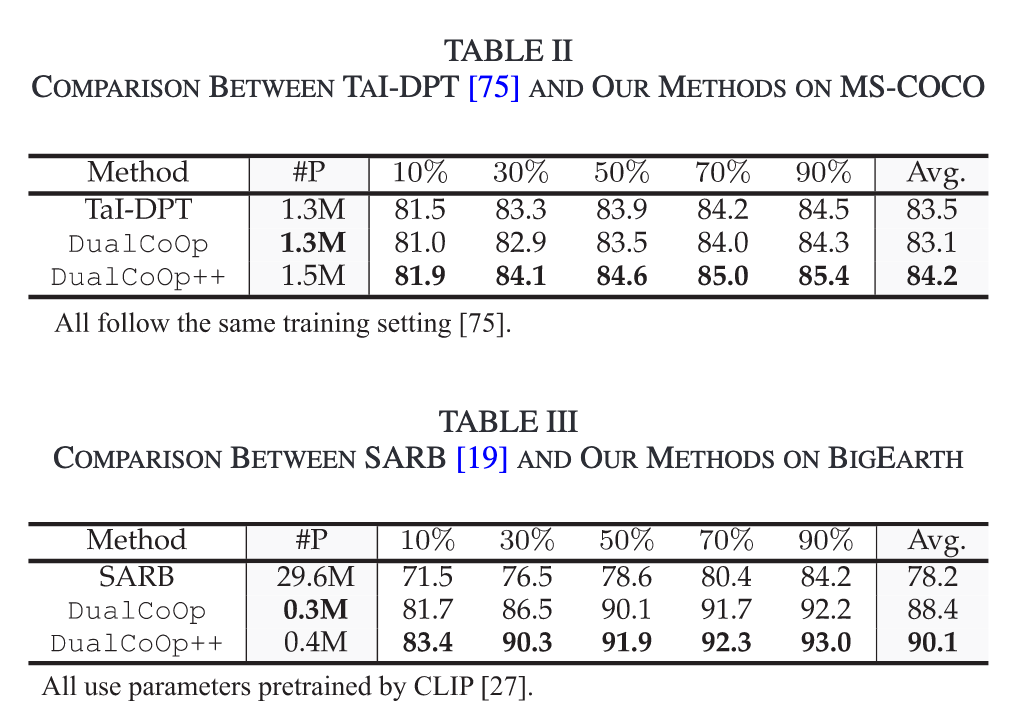 TABLE II
COMPARISON BETWEEN TAI-DPT [75] AND OUR METHODS ON MS-COCO
Method #P 10% 30% 50% 70% 90% Avg.
TaI-DPT 1.3M 81.5 83.3 83.9 84.2 84.5 83.5
DualCoOp 1.3M 81.0 82.9 83.5 84.0 84.3 83.1
DualCoOp++ 1.5M 81.9 84.1 84.6 85.0 85.4 84.2
All follow the same training setting [75].
TABLE III
COMPARISON BETWEEN SARB [19] AND OUR METHODS ON BIGEARTH
Method #P 10% 30% 50% 70% 90% Avg.
SARB 29.6M 71.5 76.5 78.6 80.4 84.2 78.2
DualCoOp 0.3M 81.7 86.5 90.1 91.7 92.2 88.4
DualCoOp++ 0.4M 83.4 90.3 91.9 92.3 93.0 90.1
All use parameters pretrained by CLIP [27].